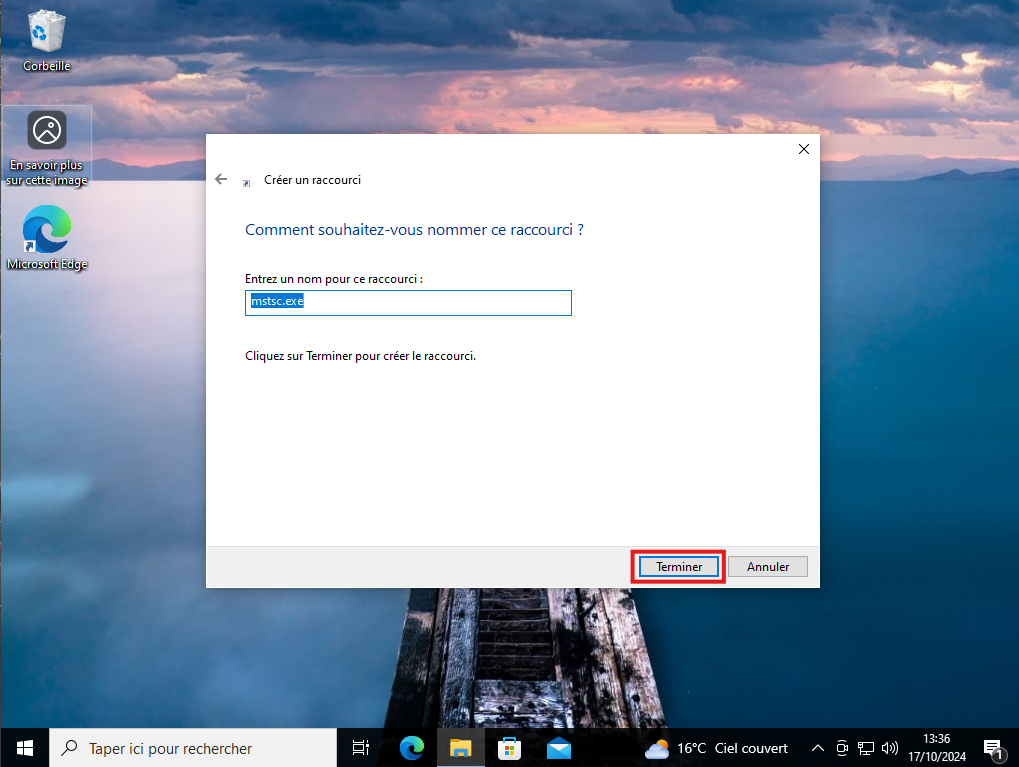 Corbeille
En savoir plus
sur cette image
Microsoft Edge
Créer un raccourci
Comment souhaitez-vous nommer ce raccourci ?
Entrez un nom pour ce raccourci :
mstsc.exe
Cliquez sur Terminer pour créer le raccourci.
Terminer
Annuler
Taper ici pour rechercher
16°C Ciel couvert
13:36
17/10/2024
1